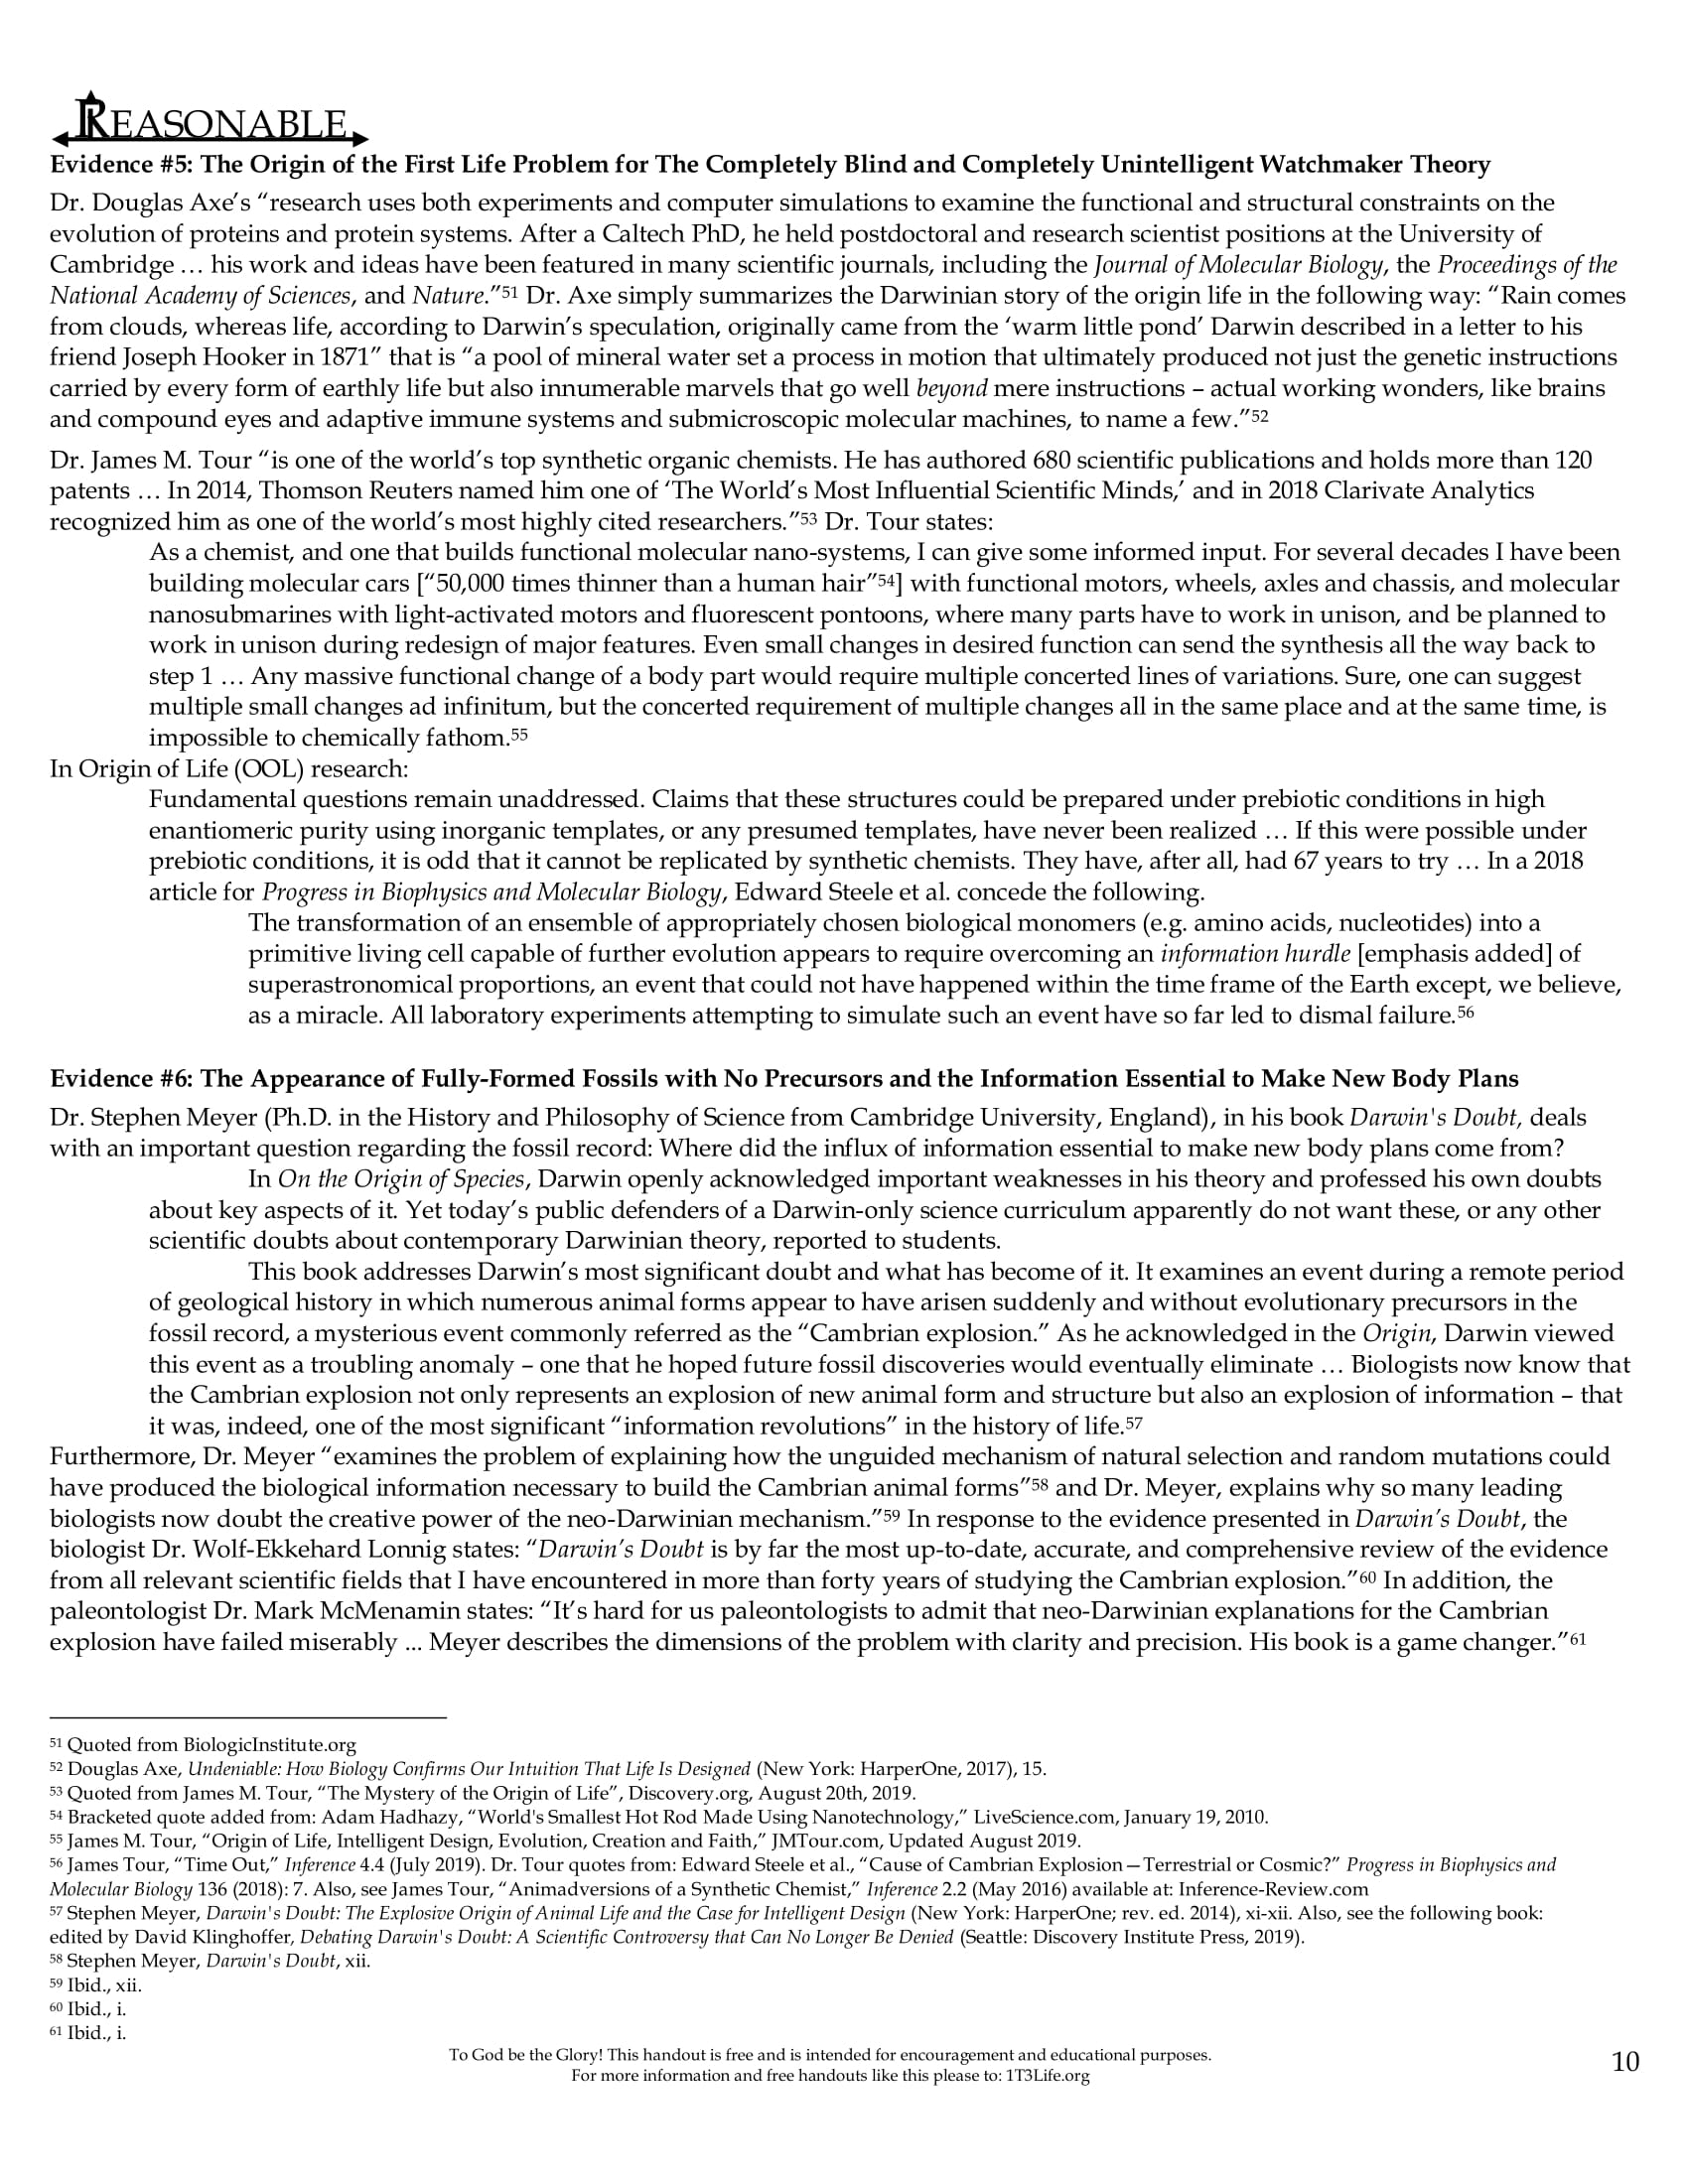 REASONABLE
Evidence #5: The Origin of the First Life Problem for The Completely Blind and Completely Unintelligent Watchmaker Theory
Dr. Douglas Axe’s “research uses both experiments and computer simulations to examine the functional and structural constraints on the
evolution of proteins and protein systems. After a Caltech PhD, he held postdoctoral and research scientist positions at the University of
Cambridge … his work and ideas have been featured in many scientific journals, including the Journal of Molecular Biology, the Proceedings of the
National Academy of Sciences, and Nature.”51 Dr. Axe simply summarizes the Darwinian story of the origin life in the following way: “Rain comes
from clouds, whereas life, according to Darwin’s speculation, originally came from the ‘warm little pond’ Darwin described in a letter to his
friend Joseph Hooker in 1871” that is “a pool of mineral water set a process in motion that ultimately produced not just the genetic instructions
carried by every form of earthly life but also innumerable marvels that go well beyond mere instructions – actual working wonders, like brains
and compound eyes and adaptive immune systems and submicroscopic molecular machines, to name a few.”52
Dr. James M. Tour “is one of the world’s top synthetic organic chemists. He has authored 680 scientific publications and holds more than 120
patents … In 2014, Thomson Reuters named him one of ‘The World’s Most Influential Scientific Minds,’ and in 2018 Clarivate Analytics
recognized him as one of the world’s most highly cited researchers.”53 Dr. Tour states:
As a chemist, and one that builds functional molecular nano-systems, I can give some informed input. For several decades I have been
building molecular cars [“50,000 times thinner than a human hair”54] with functional motors, wheels, axles and chassis, and molecular
nanosubmarines with light-activated motors and fluorescent pontoons, where many parts have to work in unison, and be planned to
work in unison during redesign of major features. Even small changes in desired function can send the synthesis all the way back to
step 1 … Any massive functional change of a body part would require multiple concerted lines of variations. Sure, one can suggest
multiple small changes ad infinitum, but the concerted requirement of multiple changes all in the same place and at the same time, is
impossible to chemically fathom.55
In Origin of Life (OOL) research:
Fundamental questions remain unaddressed. Claims that these structures could be prepared under prebiotic conditions in high
enantiomeric purity using inorganic templates, or any presumed templates, have never been realized … If this were possible under
prebiotic conditions, it is odd that it cannot be replicated by synthetic chemists. They have, after all, had 67 years to try … In a 2018
article for Progress in Biophysics and Molecular Biology, Edward Steele et al. concede the following.
The transformation of an ensemble of appropriately chosen biological monomers (e.g. amino acids, nucleotides) into a
primitive living cell capable of further evolution appears to require overcoming an information hurdle [emphasis added] of
superastronomical proportions, an event that could not have happened within the time frame of the Earth except, we believe,
as a miracle. All laboratory experiments attempting to simulate such an event have so far led to dismal failure.56
Evidence #6: The Appearance of Fully-Formed Fossils with No Precursors and the Information Essential to Make New Body Plans
Dr. Stephen Meyer (Ph.D. in the History and Philosophy of Science from Cambridge University, England), in his book Darwin's Doubt, deals
with an important question regarding the fossil record: Where did the influx of information essential to make new body plans come from?
In On the Origin of Species, Darwin openly acknowledged important weaknesses in his theory and professed his own doubts
about key aspects of it. Yet today’s public defenders of a Darwin-only science curriculum apparently do not want these, or any other
scientific doubts about contemporary Darwinian theory, reported to students.
This book addresses Darwin’s most significant doubt and what has become of it. It examines an event during a remote period
of geological history in which numerous animal forms appear to have arisen suddenly and without evolutionary precursors in the
fossil record, a mysterious event commonly referred as the “Cambrian explosion.” As he acknowledged in the Origin, Darwin viewed
this event as a troubling anomaly – one that he hoped future fossil discoveries would eventually eliminate … Biologists now know that
the Cambrian explosion not only represents an explosion of new animal form and structure but also an explosion of information – that
it was, indeed, one of the most significant “information revolutions” in the history of life.57
Furthermore, Dr. Meyer “examines the problem of explaining how the unguided mechanism of natural selection and random mutations could
have produced the biological information necessary to build the Cambrian animal forms”58 and Dr. Meyer, explains why so many leading
biologists now doubt the creative power of the neo-Darwinian mechanism.”59 In response to the evidence presented in Darwin’s Doubt, the
biologist Dr. Wolf-Ekkehard Lonnig states: “Darwin’s Doubt is by far the most up-to-date, accurate, and comprehensive review of the evidence
from all relevant scientific fields that I have encountered in more than forty years of studying the Cambrian explosion.”60 In addition, the
paleontologist Dr. Mark McMenamin states: “It’s hard for us paleontologists to admit that neo-Darwinian explanations for the Cambrian
explosion have failed miserably ... Meyer describes the dimensions of the problem with clarity and precision. His book is a game changer.”61
51 Quoted from BiologicInstitute.org
52 Douglas Axe, Undeniable: How Biology Confirms Our Intuition That Life Is Designed (New York: HarperOne, 2017), 15.
53 Quoted from James M. Tour, “The Mystery of the Origin of Life”, Discovery.org, August 20th, 2019.
54 Bracketed quote added from: Adam Hadhazy, “World's Smallest Hot Rod Made Using Nanotechnology,” LiveScience.com, January 19, 2010.
55 James M. Tour, “Origin of Life, Intelligent Design, Evolution, Creation and Faith,” JMTour.com, Updated August 2019.
56 James Tour, “Time Out,” Inference 4.4 (July 2019). Dr. Tour quotes from: Edward Steele et al., “Cause of Cambrian Explosion—Terrestrial or Cosmic?” Progress in Biophysics and
Molecular Biology 136 (2018): 7. Also, see James Tour, “Animadversions of a Synthetic Chemist,” Inference 2.2 (May 2016) available at: Inference-Review.com
57 Stephen Meyer, Darwin's Doubt: The Explosive Origin of Animal Life and the Case for Intelligent Design (New York: HarperOne; rev. ed. 2014), xi-xii. Also, see the following book:
edited by David Klinghoffer, Debating Darwin's Doubt: A Scientific Controversy that Can No Longer Be Denied (Seattle: Discovery Institute Press, 2019).
58 Stephen Meyer, Darwin's Doubt, xii.
59 Ibid., xii.
60 Ibid., i.
61 Ibid., i.
To God be the Glory! This handout is free and is intended for encouragement and educational purposes.
For more information and free handouts like this please to: 1T3Life.org
10